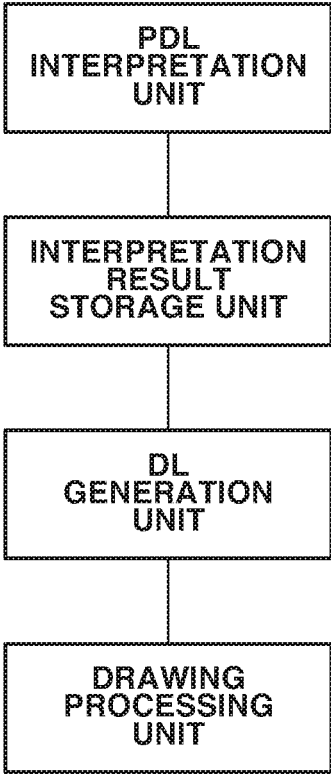 PDL
INTERPRETATION
UNIT
INTERPRETATION
RESULT
STORAGE UNIT
DL
GENERATION
UNIT
DRAWING
PROCESSING
UNIT